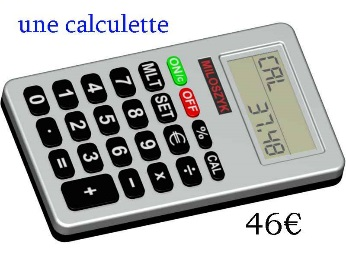 une calculette
MILOSZYK
CAL
37.48
ON/C
OFF
%
CAL
MLT
SET
€
÷
7
8
9
×
4
5
6
-
1
2
3
+
0
.
=
46€